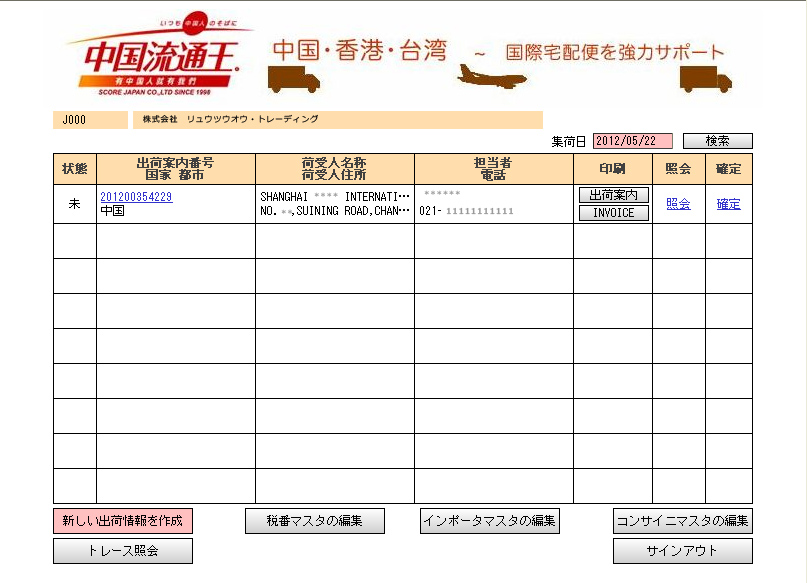 いつも中国人のそばに
中国流通王.
有中国人就有我們
SCORE JAPAN CO.,LTD SINCE 1998
中国・香港・台湾 ~ 国際宅配便を強力サポート
J000 株式会社 リュウツウオウ・トレーディング
集荷日 2012/05/22 検索
状態 出荷案内番号 荷受人名称 担当者 印刷 照会 確定
国家 都市 荷受人住所 電話
未 201200354229 SHANGHAI **** INTERNATI… ****** 出荷案内 照会 確定
中国 NO. **,SUINING ROAD,CHAN… 021- 11111111111 INVOICE
新しい出荷情報を作成 税番マスタの編集 インポータマスタの編集 コンサイニマスタの編集
トレース照会 サインアウト